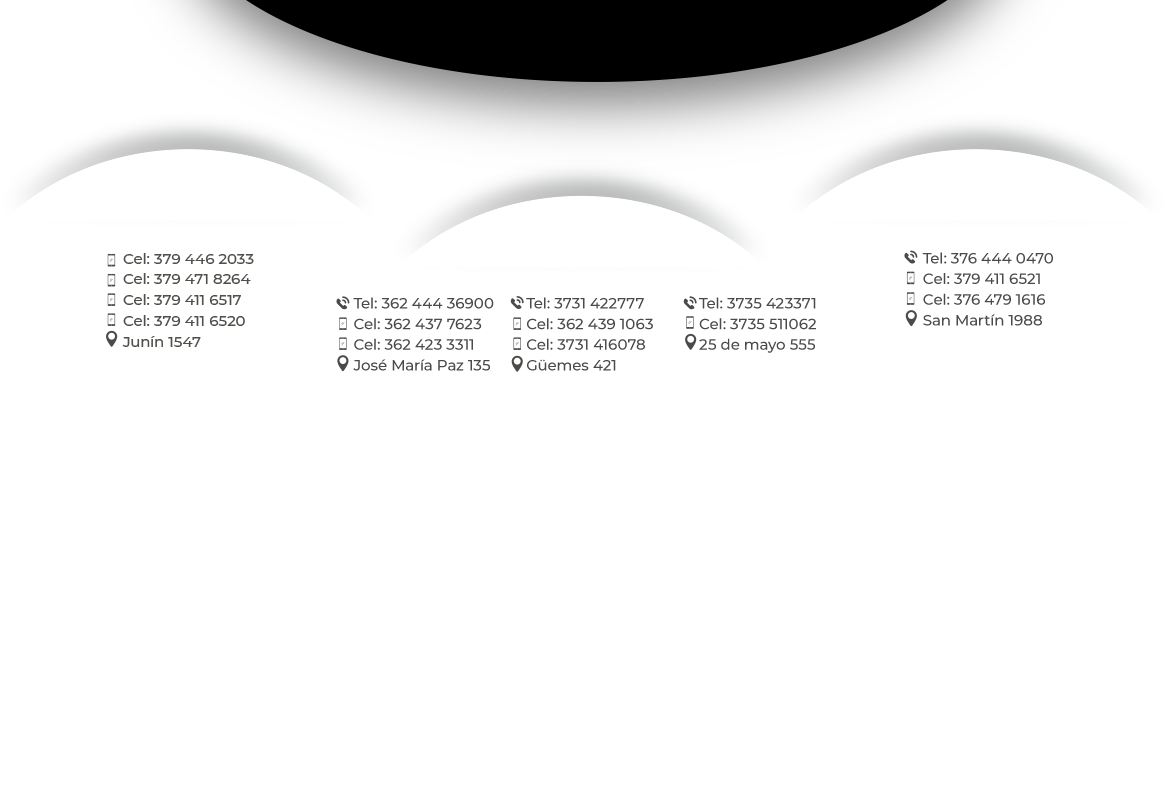 Cel: 379 446 2033
Cel: 379 471 8264
Cel: 379 411 6517
Cel: 379 411 6520
Junín 1547
Tel: 362 444 36900
Cel: 362 437 7623
Cel: 362 423 3311
José María Paz 135
Tel: 3731 422777
Cel: 362 439 1063
Cel: 3731 416078
Güemes 421
Tel: 3735 423371
Cel: 3735 511062
25 de mayo 555
Tel: 376 444 0470
Cel: 379 411 6521
Cel: 376 479 1616
San Martín 1988